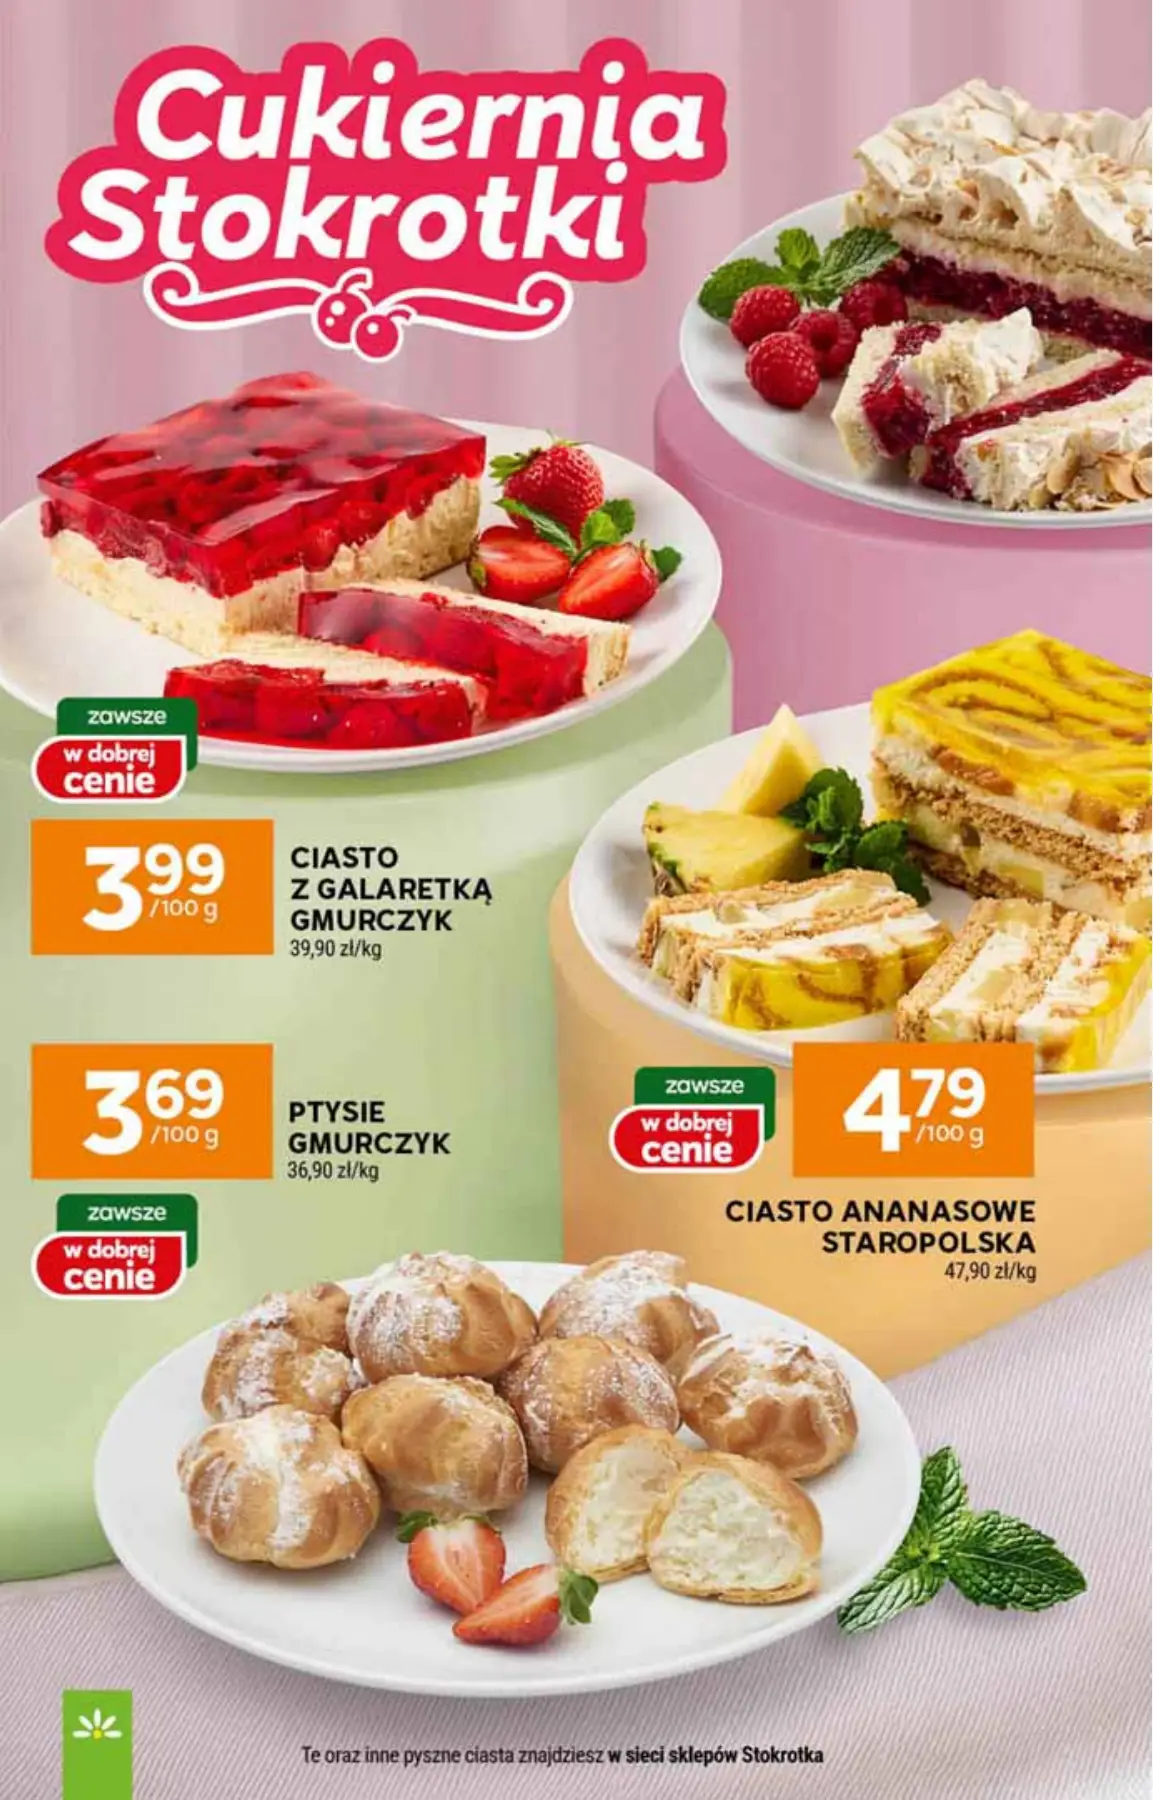 Cukiernia
Stokrotki
zawsze
w dobrej
cenie
3 99
/100 g
CIASTO
Z GALARETKĄ
GMURCZYK
39,90 zł/kg
3 69
/100 g
PTYSIE
GMURCZYK
36,90 zł/kg
zawsze
w dobrej
cenie
zawsze
w dobrej
cenie
4 79
/100 g
CIASTO ANANASOWE
STAROPOLSKA
47,90 zł/kg
Te oraz inne pyszne ciasta znajdziesz w sieci sklepów Stokrotka